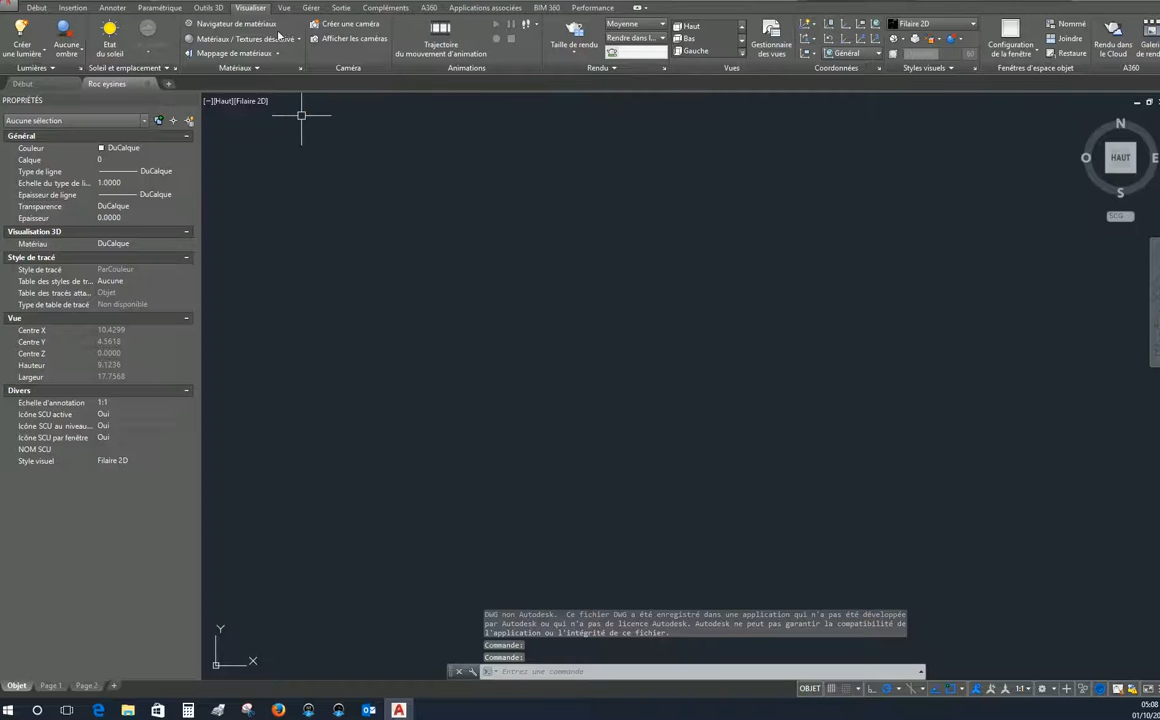 Début Insertion Annoter Paramétrique Outils 3D Visualiser Vue Gérer Sortie Compléments A360 Applications associées BIM 360 Performance
Créer une lumière
Aucune ombre
Lumières
Etat du soleil
Soleil et emplacement
Navigateur de matériaux
Matériaux / Textures désactivé
Mappage de matériaux
Matériaux
Créer une caméra
Afficher les caméras
Caméra
Trajectoire du mouvement d'animation
Animations
Taille de rendu
Moyenne
Rendre dans l...
Rendu
Haut
Bas
Gauche
Gestionnaire des vues
Vues
Général
Coordonnées
Filaire 2D
Styles visuels
Configuration de la fenêtre
Nommé
Joindre
Restaure
Fenêtres d'espace objet
Rendu dans le Cloud
A360
Début
Roc eysines
PROPRIÉTÉS
[−][Haut][Filaire 2D]
Aucune sélection
Général
Couleur DuCalque
Calque 0
Type de ligne DuCalque
Echelle du type de li... 1.0000
Epaisseur de ligne DuCalque
Transparence DuCalque
Epaisseur 0.0000
Visualisation 3D
Matériau DuCalque
Style de tracé
Style de tracé ParCouleur
Table des styles de tr... Aucune
Table des tracés atta... Objet
Type de table de tracé Non disponible
Vue
Centre X 10.4299
Centre Y 4.5618
Centre Z 0.0000
Hauteur 9.1236
Largeur 17.7568
Divers
Echelle d'annotation 1:1
Icône SCU active Oui
Icône SCU au niveau... Oui
Icône SCU par fenêtre Oui
NOM SCU
Style visuel Filaire 2D
N
O HAUT E
S
SCG
DWG non Autodesk. Ce fichier DWG a été enregistré dans une application qui n'a pas été développée
par Autodesk ou qui n'a pas de licence Autodesk. Autodesk ne peut pas garantir la compatibilité de
l'application ou l'intégrité de ce fichier.
Commande:
Commande:
Entrez une commande
Y
X
Objet Page 1 Page 2 +
OBJET
1:1
05:08